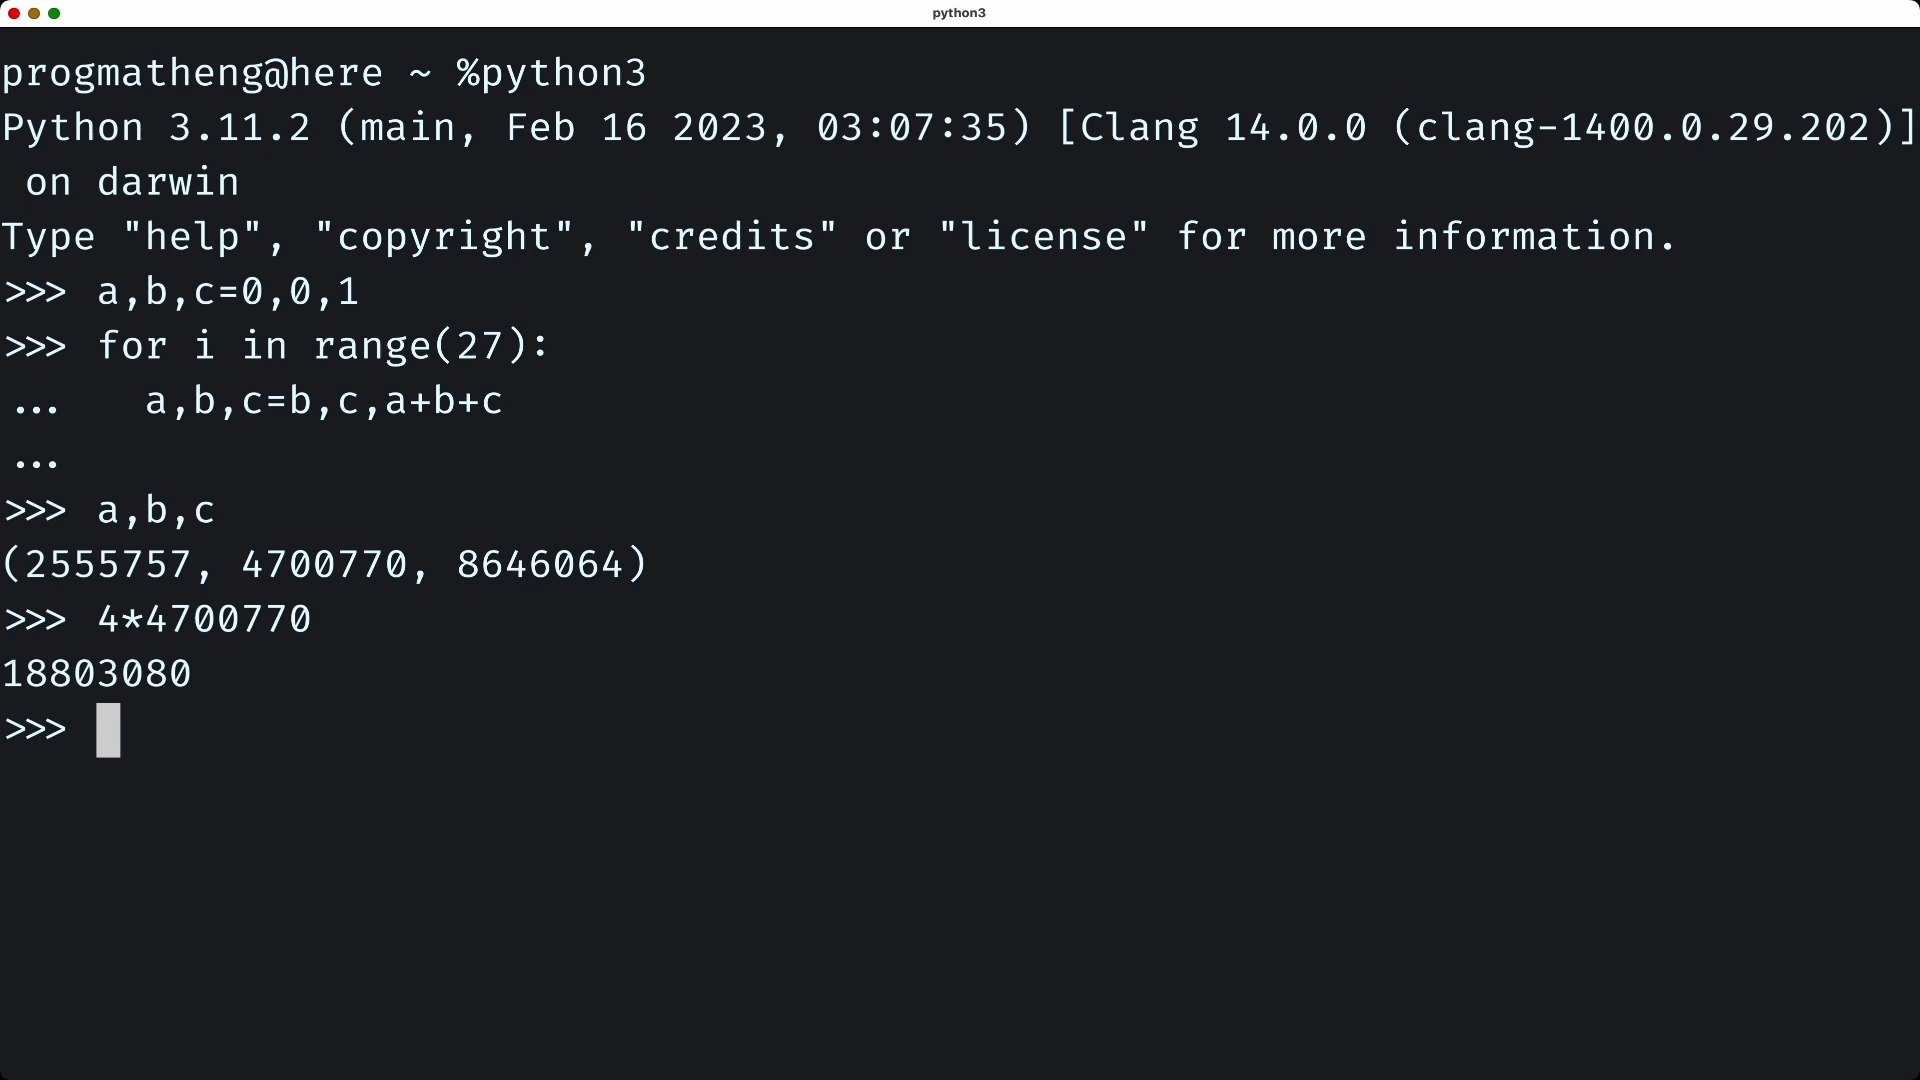 python3
progmatheng@here ~ %python3
Python 3.11.2 (main, Feb 16 2023, 03:07:35) [Clang 14.0.0 (clang-1400.0.29.202)]
 on darwin
Type "help", "copyright", "credits" or "license" for more information.
>>> a,b,c=0,0,1
>>> for i in range(27):
...   a,b,c=b,c,a+b+c
...
>>> a,b,c
(2555757, 4700770, 8646064)
>>> 4*4700770
18803080
>>>